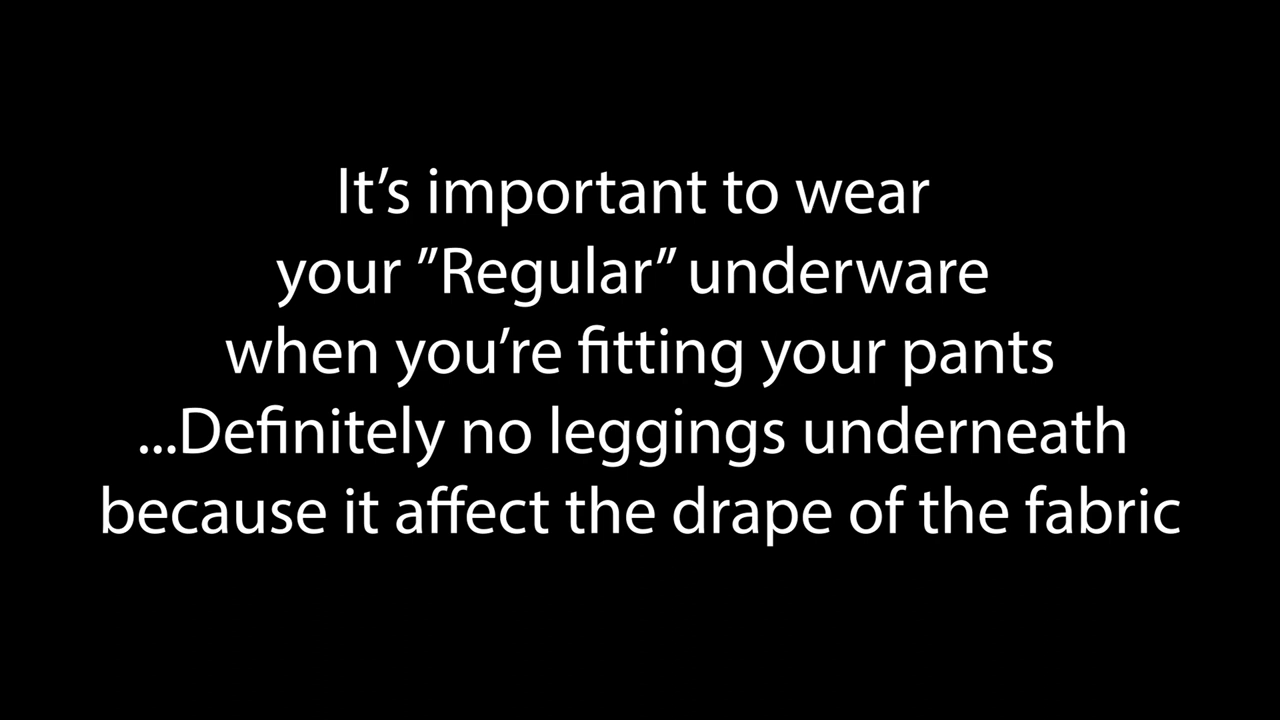 It’s important to wear
your ”Regular” underware
when you’re fitting your pants
...Definitely no leggings underneath
because it affect the drape of the fabric